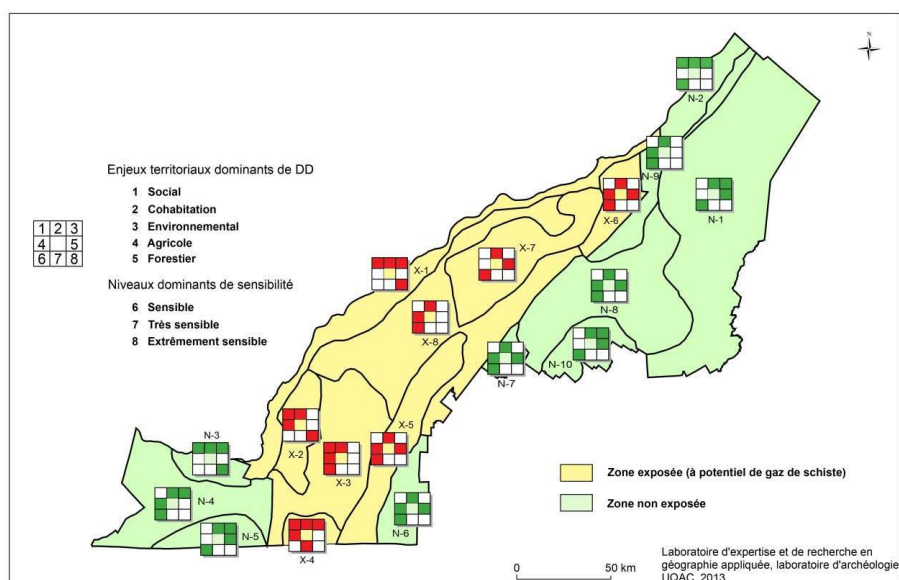 N
N-2
N-9
N-1
Enjeux territoriaux dominants de DD
1 Social
2 Cohabitation
3 Environnemental
4 Agricole
5 Forestier
1 2 3
4 5
6 7 8
Niveaux dominants de sensibilité
6 Sensible
7 Très sensible
8 Extrêmement sensible
X-6
X-7
X-1
N-8
X-8
N-10
N-7
X-5
N-3
X-2
X-3
N-4
N-6
N-5
X-4
Zone exposée (à potentiel de gaz de schiste)
Zone non exposée
0 50 km
Laboratoire d'expertise et de recherche en
géographie appliquée, laboratoire d'archéologie
UQAC, 2013